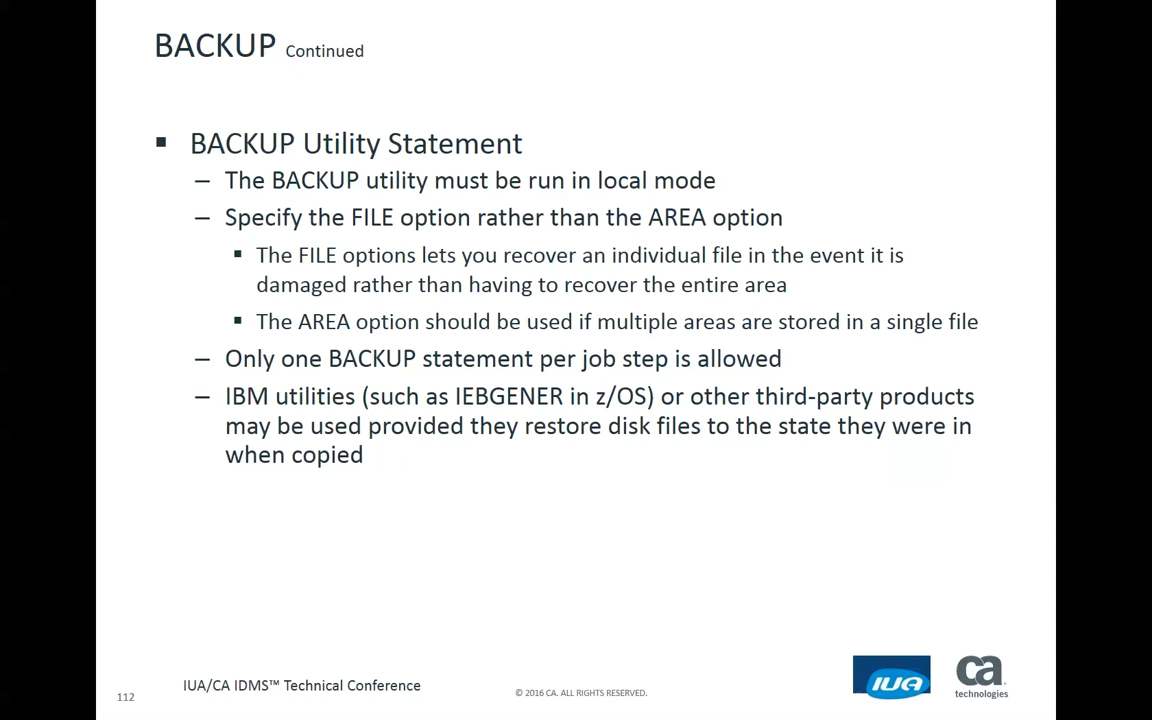 BACKUP Continued
▪ BACKUP Utility Statement
– The BACKUP utility must be run in local mode
– Specify the FILE option rather than the AREA option
▪ The FILE options lets you recover an individual file in the event it is
damaged rather than having to recover the entire area
▪ The AREA option should be used if multiple areas are stored in a single file
– Only one BACKUP statement per job step is allowed
– IBM utilities (such as IEBGENER in z/OS) or other third-party products
may be used provided they restore disk files to the state they were in
when copied
112
IUA/CA IDMS™ Technical Conference
© 2016 CA. ALL RIGHTS RESERVED.
IUA
ca
technologies